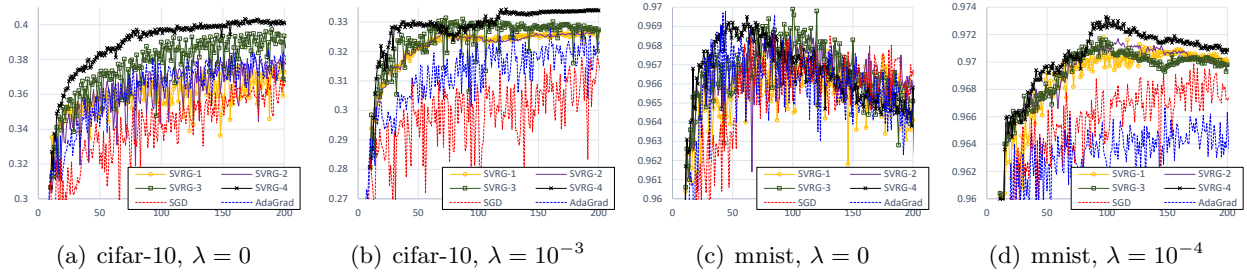 0.42
0.4
0.38
0.36
0.34
0.32
0.3
0 50 100 150 200
SVRG-1 SVRG-2
SVRG-3 SVRG-4
SGD AdaGrad
(a) cifar-10, λ = 0
0.33
0.32
0.31
0.3
0.29
0.28
0.27
0 50 100 150 200
SVRG-1 SVRG-2
SVRG-3 SVRG-4
SGD AdaGrad
(b) cifar-10, λ = 10⁻³
0.97
0.969
0.968
0.967
0.966
0.965
0.964
0.963
0.962
0.961
0.96
0 50 100 150 200
SVRG-1 SVRG-2
SVRG-3 SVRG-4
SGD AdaGrad
(c) mnist, λ = 0
0.974
0.972
0.97
0.968
0.966
0.964
0.962
0.96
0 50 100 150 200
SVRG-1 SVRG-2
SVRG-3 SVRG-4
SGD AdaGrad
(d) mnist, λ = 10⁻⁴